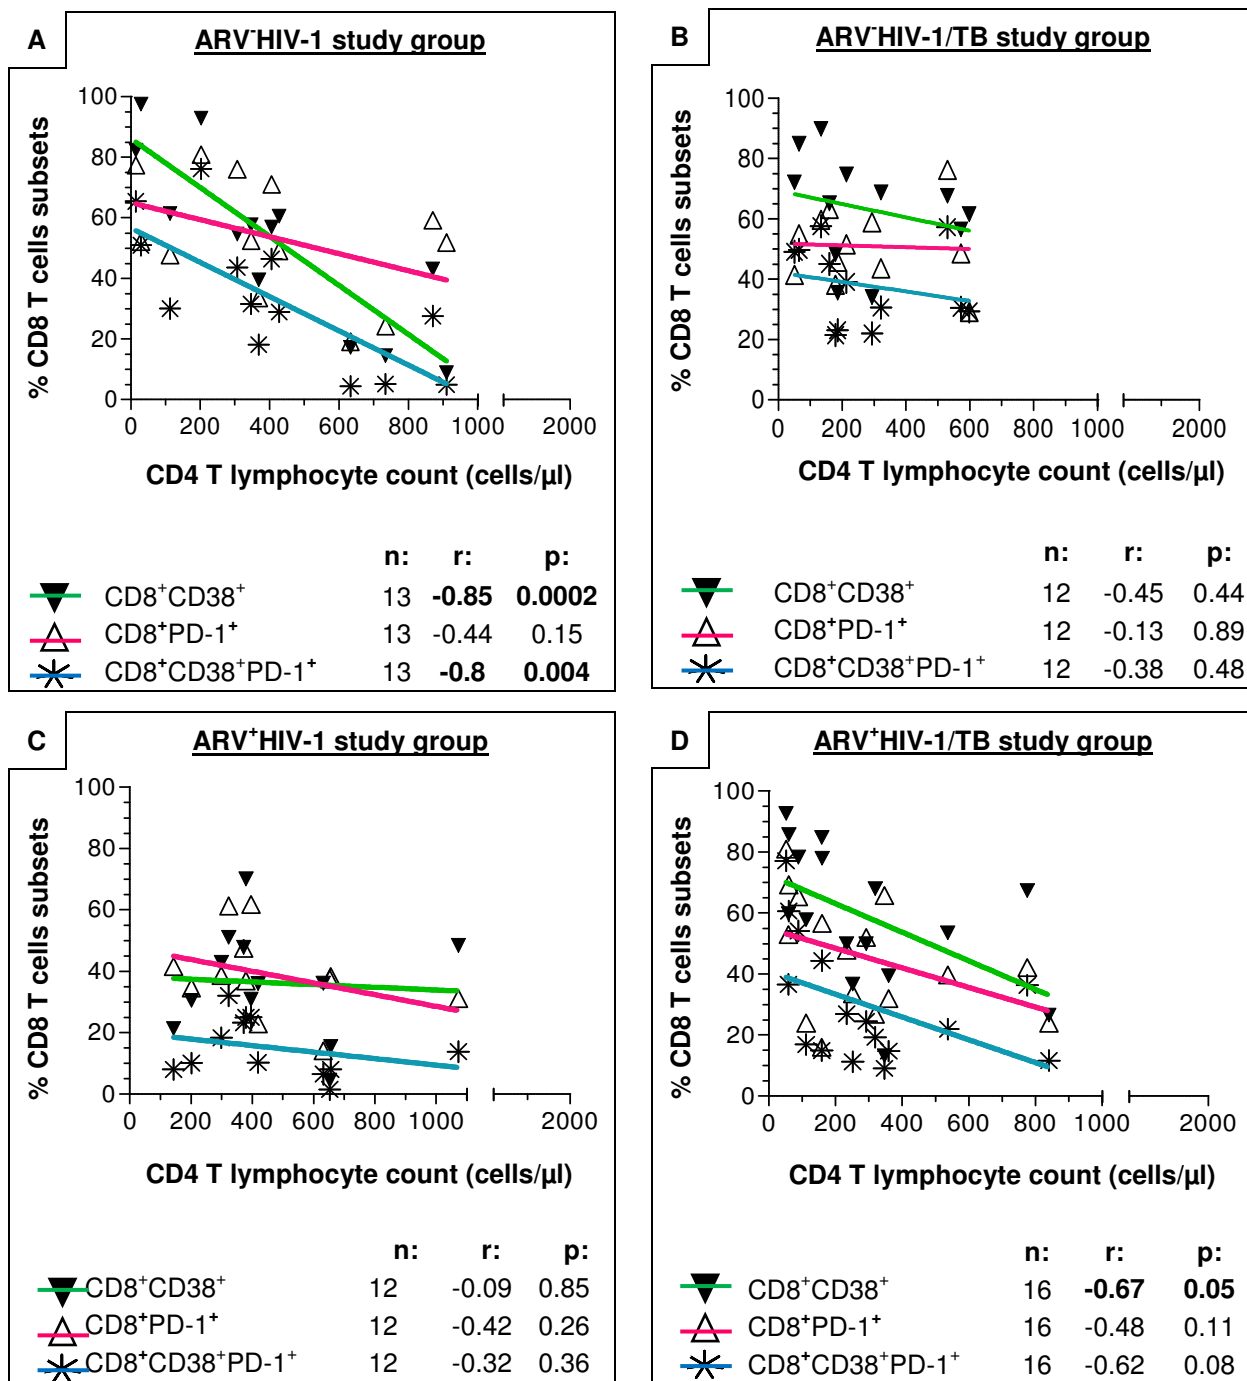 A
ARV⁻HIV-1 study group
% CD8 T cells subsets
100
80
60
40
20
0
0 200 400 600 800 1000 2000
CD4 T lymphocyte count (cells/µl)
n: r: p:
CD8⁺CD38⁺ 13 -0.85 0.0002
CD8⁺PD-1⁺ 13 -0.44 0.15
CD8⁺CD38⁺PD-1⁺ 13 -0.8 0.004
B
ARV⁻HIV-1/TB study group
% CD8 T cells subsets
100
80
60
40
20
0
0 200 400 600 800 1000 2000
CD4 T lymphocyte count (cells/µl)
n: r: p:
CD8⁺CD38⁺ 12 -0.45 0.44
CD8⁺PD-1⁺ 12 -0.13 0.89
CD8⁺CD38⁺PD-1⁺ 12 -0.38 0.48
C
ARV⁺HIV-1 study group
% CD8 T cells subsets
100
80
60
40
20
0
0 200 400 600 800 1000 2000
CD4 T lymphocyte count (cells/µl)
n: r: p:
CD8⁺CD38⁺ 12 -0.09 0.85
CD8⁺PD-1⁺ 12 -0.42 0.26
CD8⁺CD38⁺PD-1⁺ 12 -0.32 0.36
D
ARV⁺HIV-1/TB study group
% CD8 T cells subsets
100
80
60
40
20
0
0 200 400 600 800 1000 2000
CD4 T lymphocyte count (cells/µl)
n: r: p:
CD8⁺CD38⁺ 16 -0.67 0.05
CD8⁺PD-1⁺ 16 -0.48 0.11
CD8⁺CD38⁺PD-1⁺ 16 -0.62 0.08